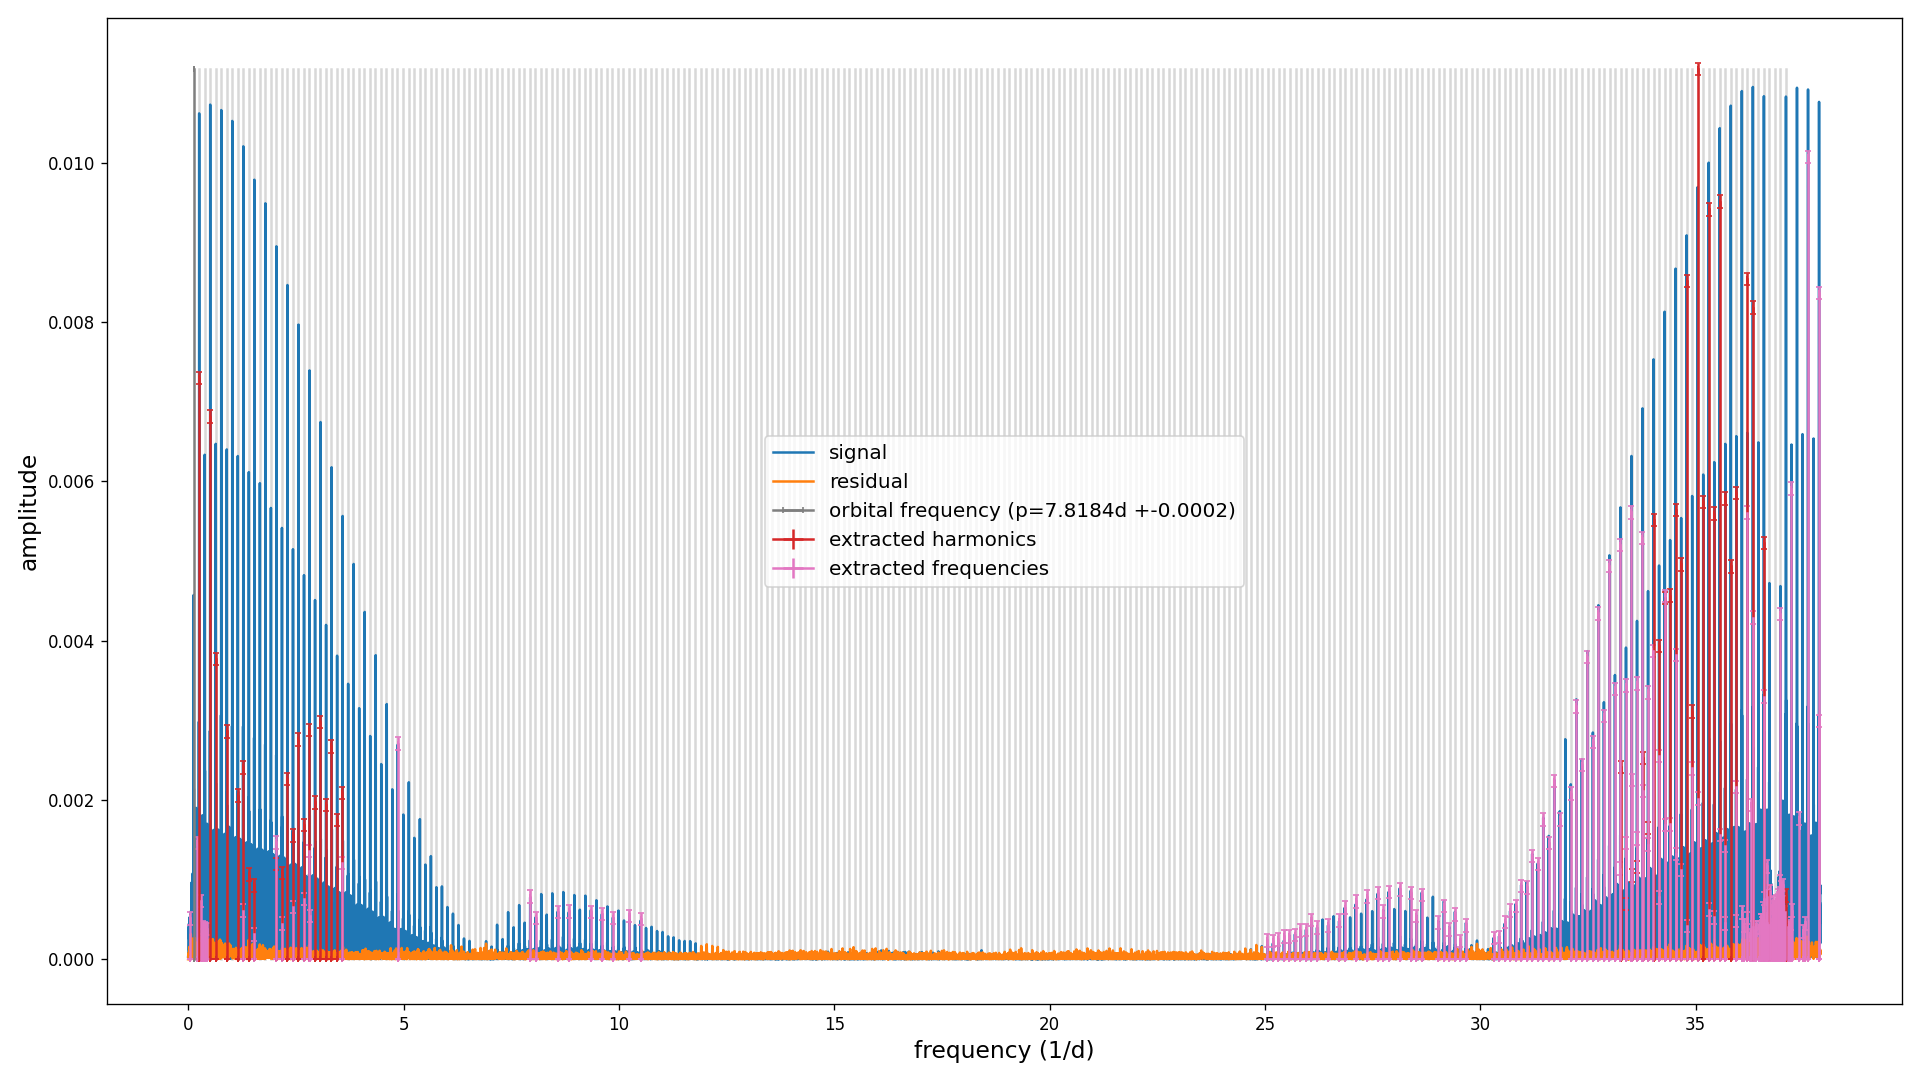 amplitude
0.010
0.008
0.006
0.004
0.002
0.000
signal
residual
orbital frequency (p=7.8184d +-0.0002)
extracted harmonics
extracted frequencies
0 5 10 15 20 25 30 35
frequency (1/d)